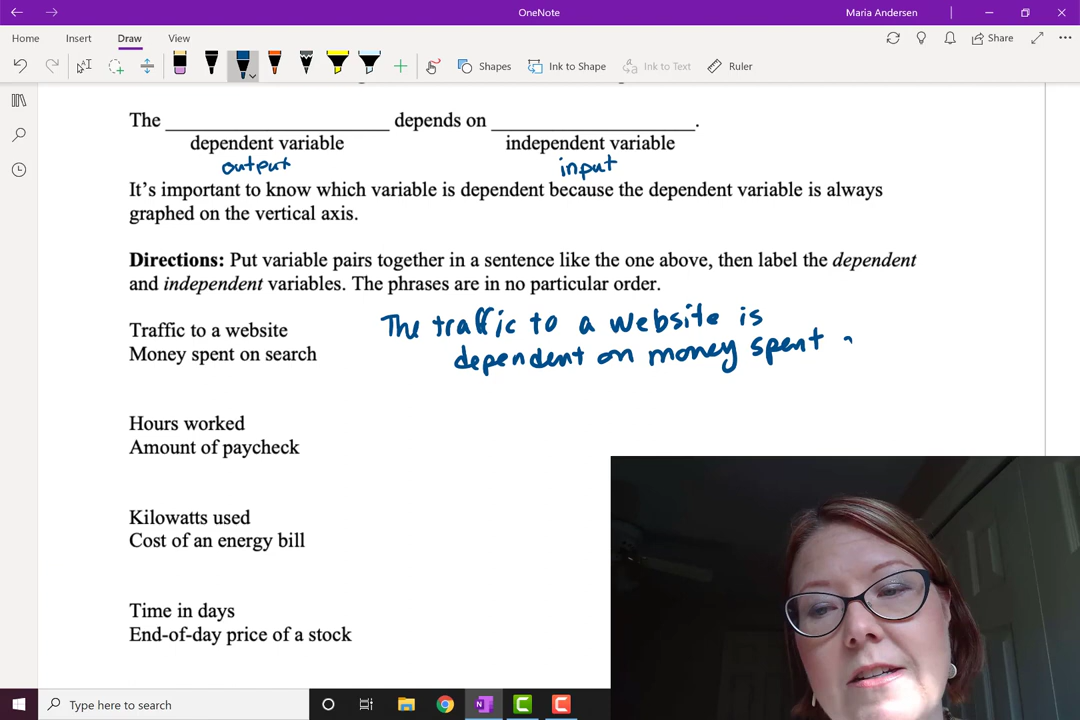 OneNote
Maria Andersen
Home Insert Draw View
Share
Shapes Ink to Shape Ink to Text Ruler
The ____________________ depends on __________________.
dependent variable independent variable
output input
It's important to know which variable is dependent because the dependent variable is always
graphed on the vertical axis.
Directions: Put variable pairs together in a sentence like the one above, then label the dependent
and independent variables. The phrases are in no particular order.
The traffic to a website is
Traffic to a website
dependent on money spent
Money spent on search
Hours worked
Amount of paycheck
Kilowatts used
Cost of an energy bill
Time in days
End-of-day price of a stock
Type here to search